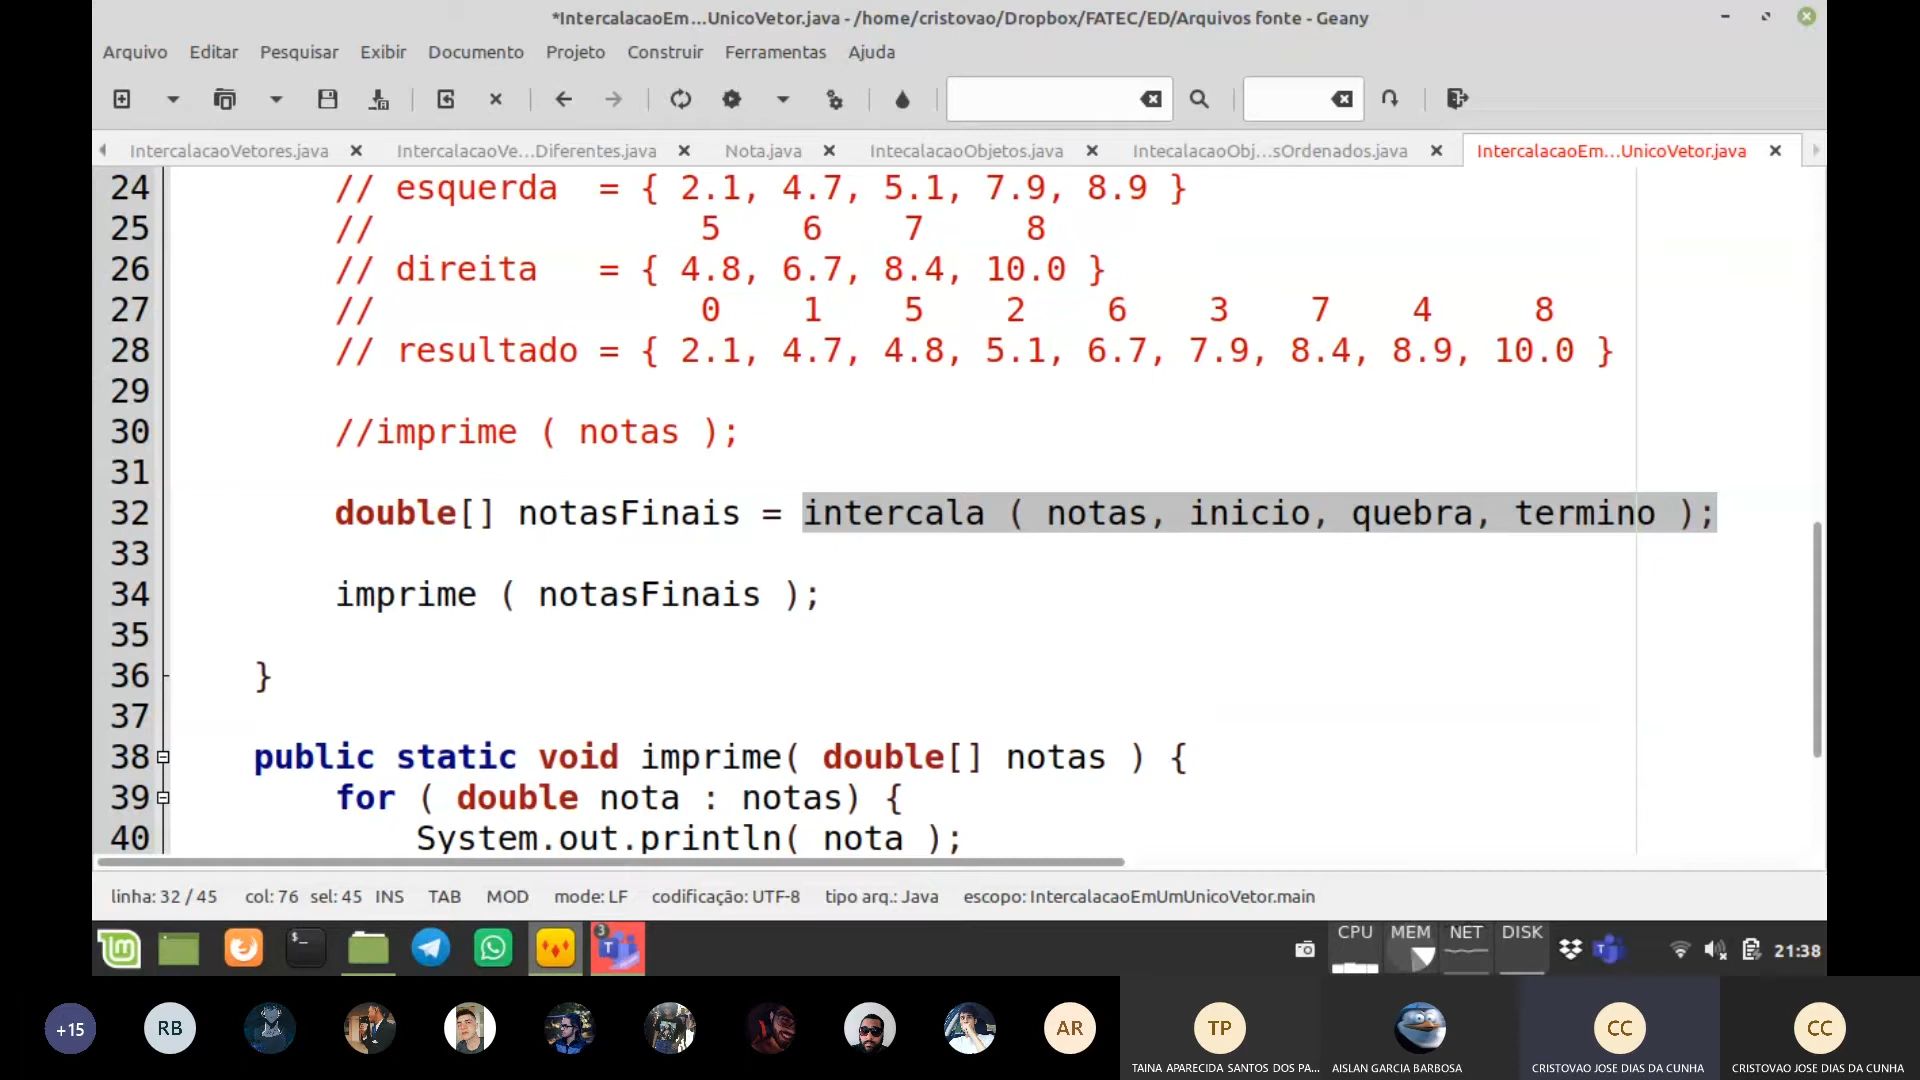 *IntercalacaoEm...UnicoVetor.java - /home/cristovao/Dropbox/FATEC/ED/Arquivos fonte - Geany
Arquivo Editar Pesquisar Exibir Documento Projeto Construir Ferramentas Ajuda
IntercalacaoVetores.java IntercalacaoVe...Diferentes.java Nota.java IntecalacaoObjetos.java IntecalacaoObj...sOrdenados.java IntercalacaoEm...UnicoVetor.java
24 // esquerda = { 2.1, 4.7, 5.1, 7.9, 8.9 }
25 // 5 6 7 8
26 // direita = { 4.8, 6.7, 8.4, 10.0 }
27 // 0 1 5 2 6 3 7 4 8
28 // resultado = { 2.1, 4.7, 4.8, 5.1, 6.7, 7.9, 8.4, 8.9, 10.0 }
29
30 //imprime ( notas );
31
32 double[] notasFinais = intercala ( notas, inicio, quebra, termino );
33
34 imprime ( notasFinais );
35
36 }
37
38 public static void imprime( double[] notas ) {
39 for ( double nota : notas) {
40 System.out.println( nota );
linha: 32 / 45 col: 76 sel: 45 INS TAB MOD mode: LF codificação: UTF-8 tipo arq.: Java escopo: IntercalacaoEmUmUnicoVetor.main
3 CPU MEM NET DISK 21:38
+15 RB AR TP CC CC
TAINA APARECIDA SANTOS DOS PA... AISLAN GARCIA BARBOSA CRISTOVAO JOSE DIAS DA CUNHA CRISTOVAO JOSE DIAS DA CUNHA